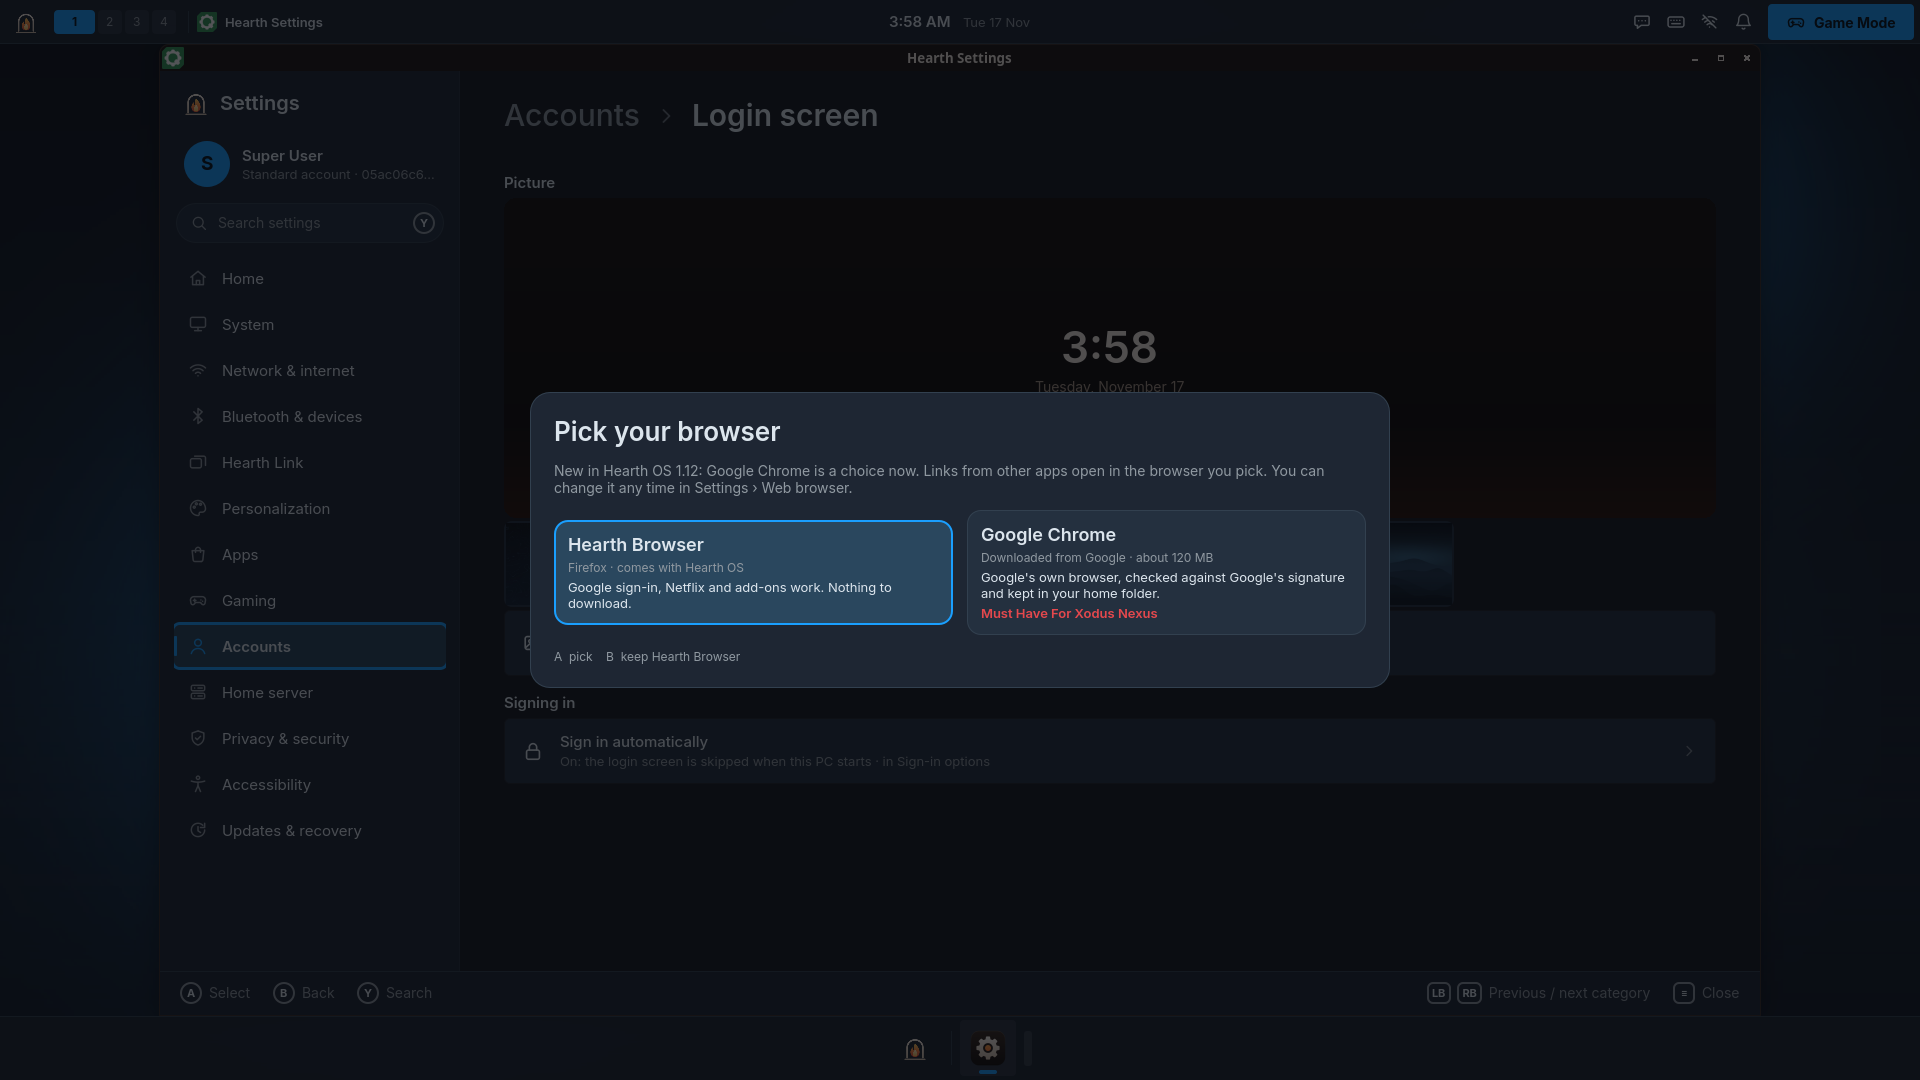 1 2 3 4 Hearth Settings
3:58 AM Tue 17 Nov
Game Mode
Hearth Settings
Settings
S
Super User
Standard account · 05ac06c6...
Search settings Y
Home
System
Network & internet
Bluetooth & devices
Hearth Link
Personalization
Apps
Gaming
Accounts
Home server
Privacy & security
Accessibility
Updates & recovery
Accounts › Login screen
Picture
3:58
Tuesday, November 17
Pick your browser
New in Hearth OS 1.12: Google Chrome is a choice now. Links from other apps open in the browser you pick. You can
change it any time in Settings › Web browser.
Hearth Browser
Firefox · comes with Hearth OS
Google sign-in, Netflix and add-ons work. Nothing to
download.
Google Chrome
Downloaded from Google · about 120 MB
Google's own browser, checked against Google's signature
and kept in your home folder.
Must Have For Xodus Nexus
A pick B keep Hearth Browser
Signing in
Sign in automatically
On: the login screen is skipped when this PC starts · in Sign-in options
A Select B Back Y Search
LB RB Previous / next category ≡ Close